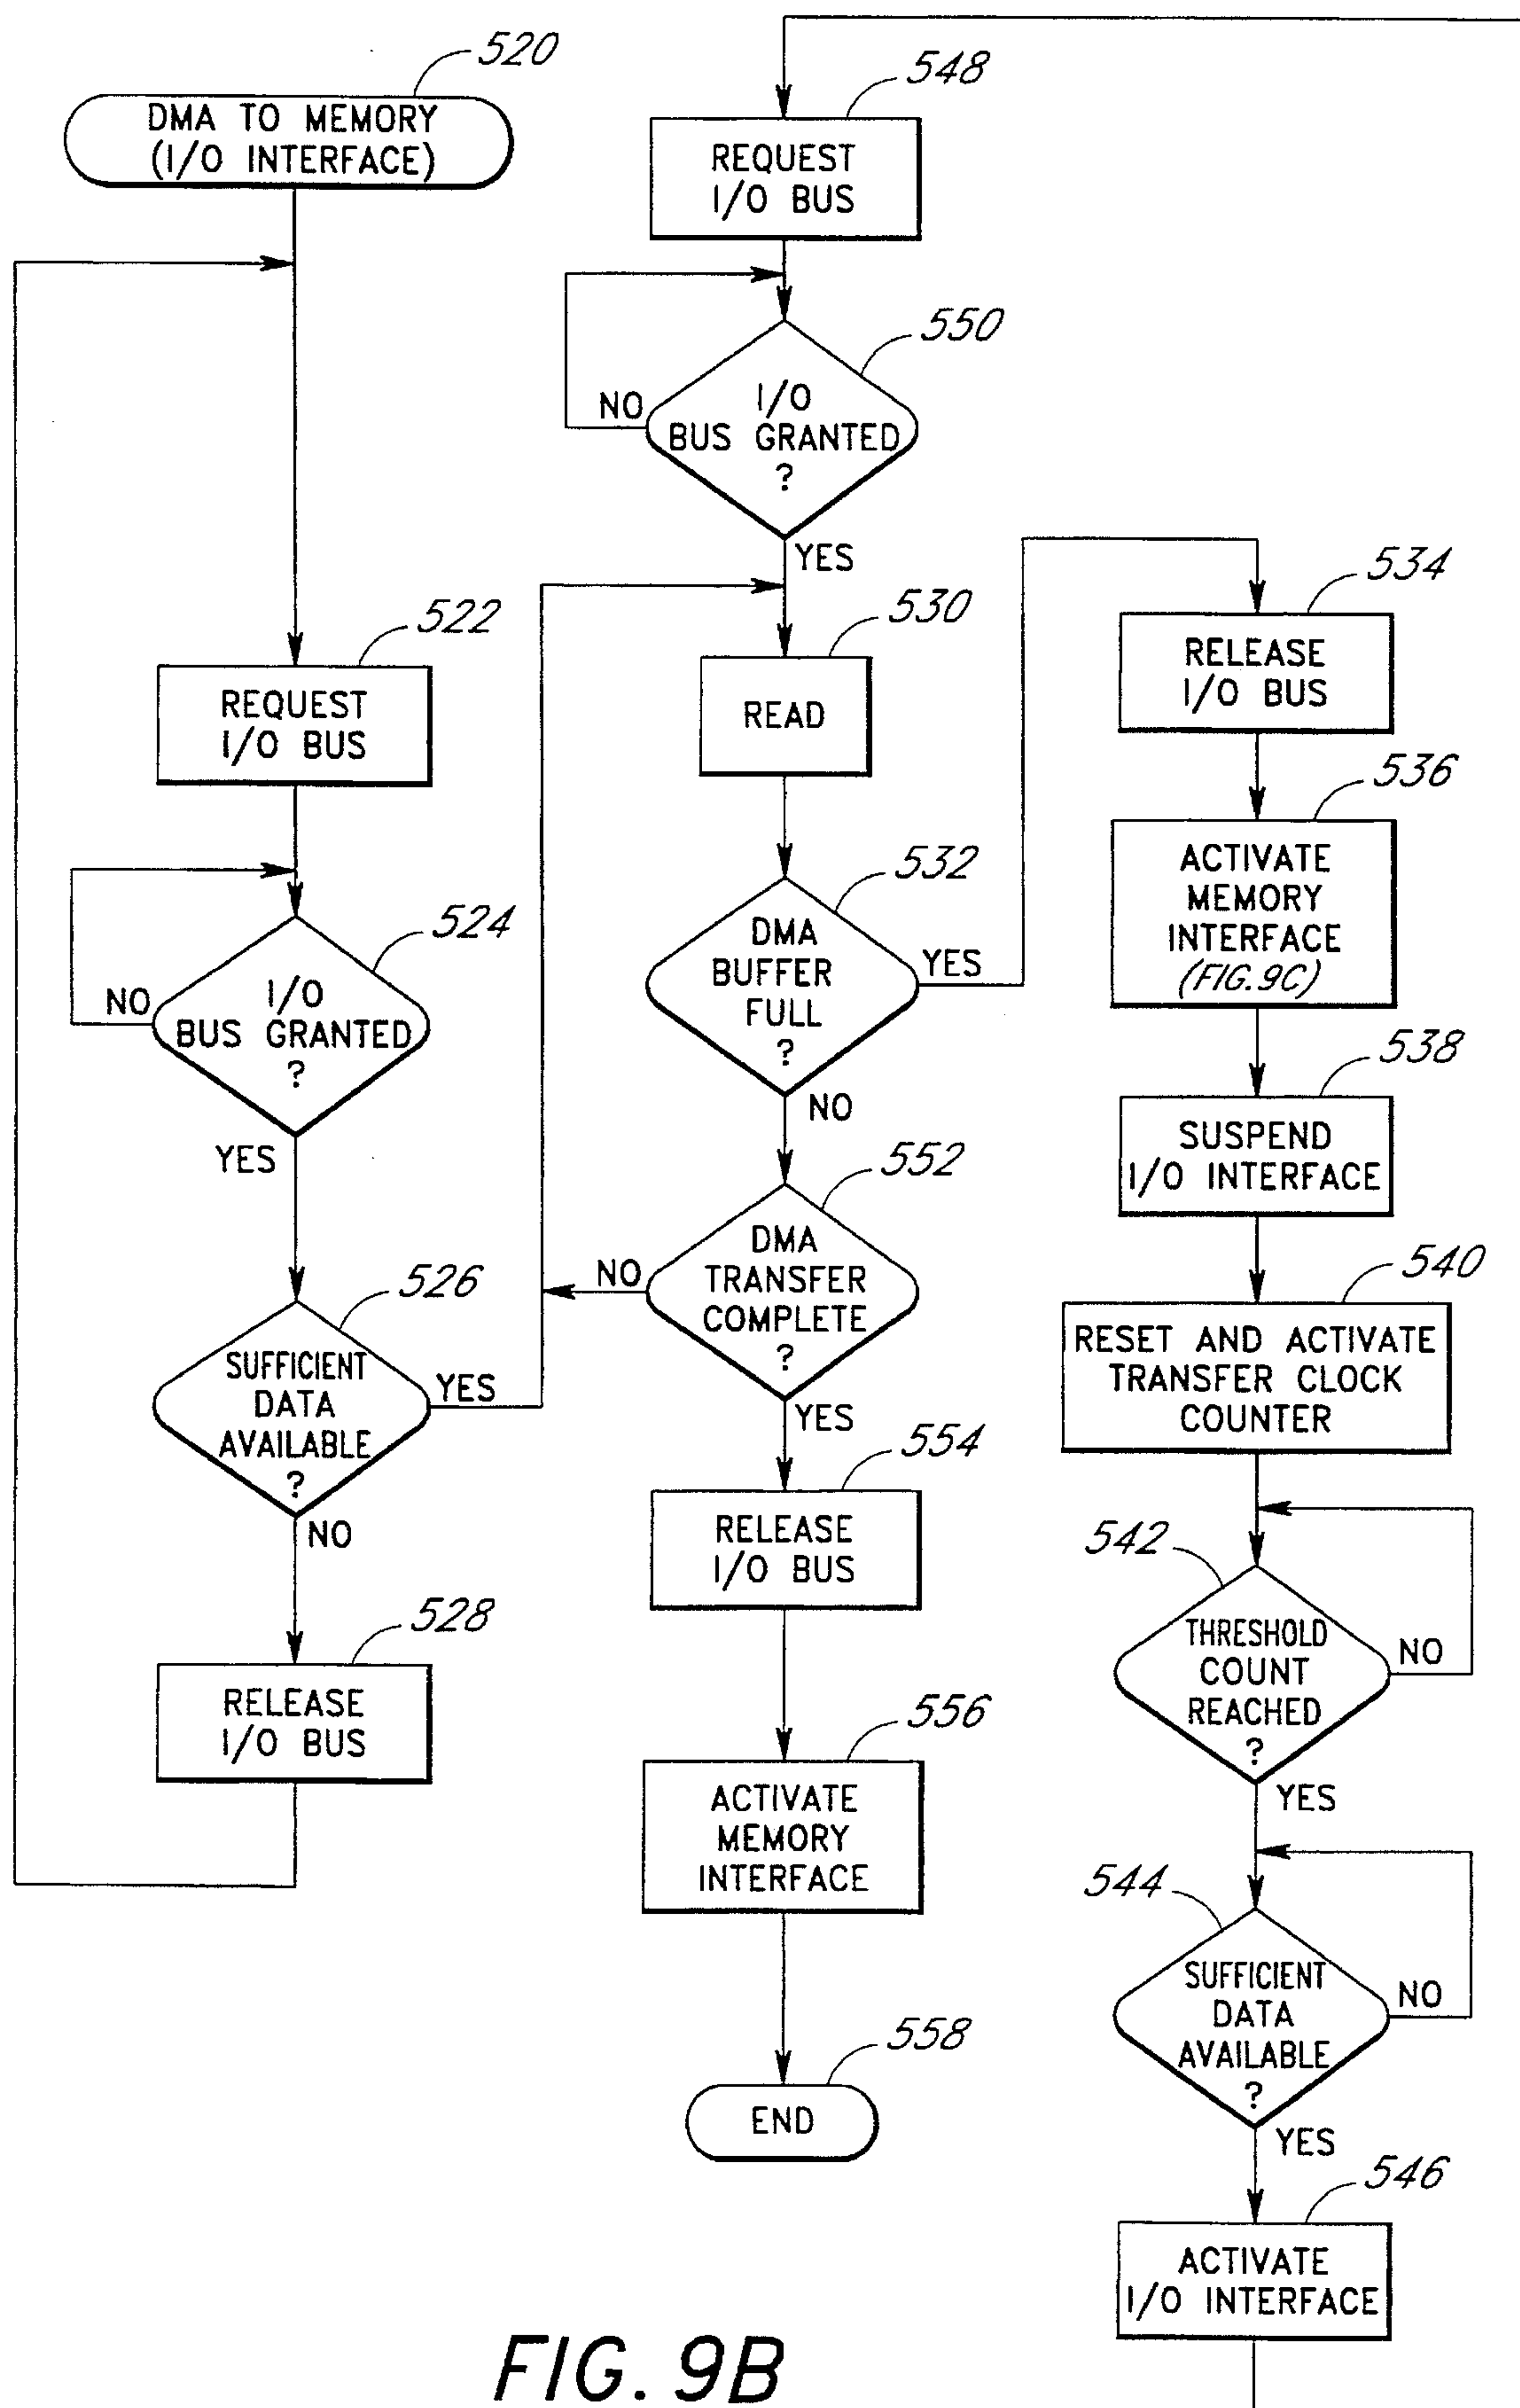 520
DMA TO MEMORY
(I/O INTERFACE)
522
REQUEST
I/O BUS
524
NO
I/O
BUS GRANTED
?
YES
526
SUFFICIENT
DATA
AVAILABLE
?
YES
NO
528
RELEASE
I/O BUS
548
REQUEST
I/O BUS
550
NO
I/O
BUS GRANTED
?
YES
530
READ
532
DMA
BUFFER
FULL
?
YES
NO
552
NO
DMA
TRANSFER
COMPLETE
?
YES
554
RELEASE
I/O BUS
556
ACTIVATE
MEMORY
INTERFACE
558
END
534
RELEASE
I/O BUS
536
ACTIVATE
MEMORY
INTERFACE
(FIG.9C)
538
SUSPEND
I/O INTERFACE
540
RESET AND ACTIVATE
TRANSFER CLOCK
COUNTER
542
THRESHOLD
COUNT
REACHED
?
NO
YES
544
SUFFICIENT
DATA
AVAILABLE
?
NO
YES
546
ACTIVATE
I/O INTERFACE
FIG. 9B